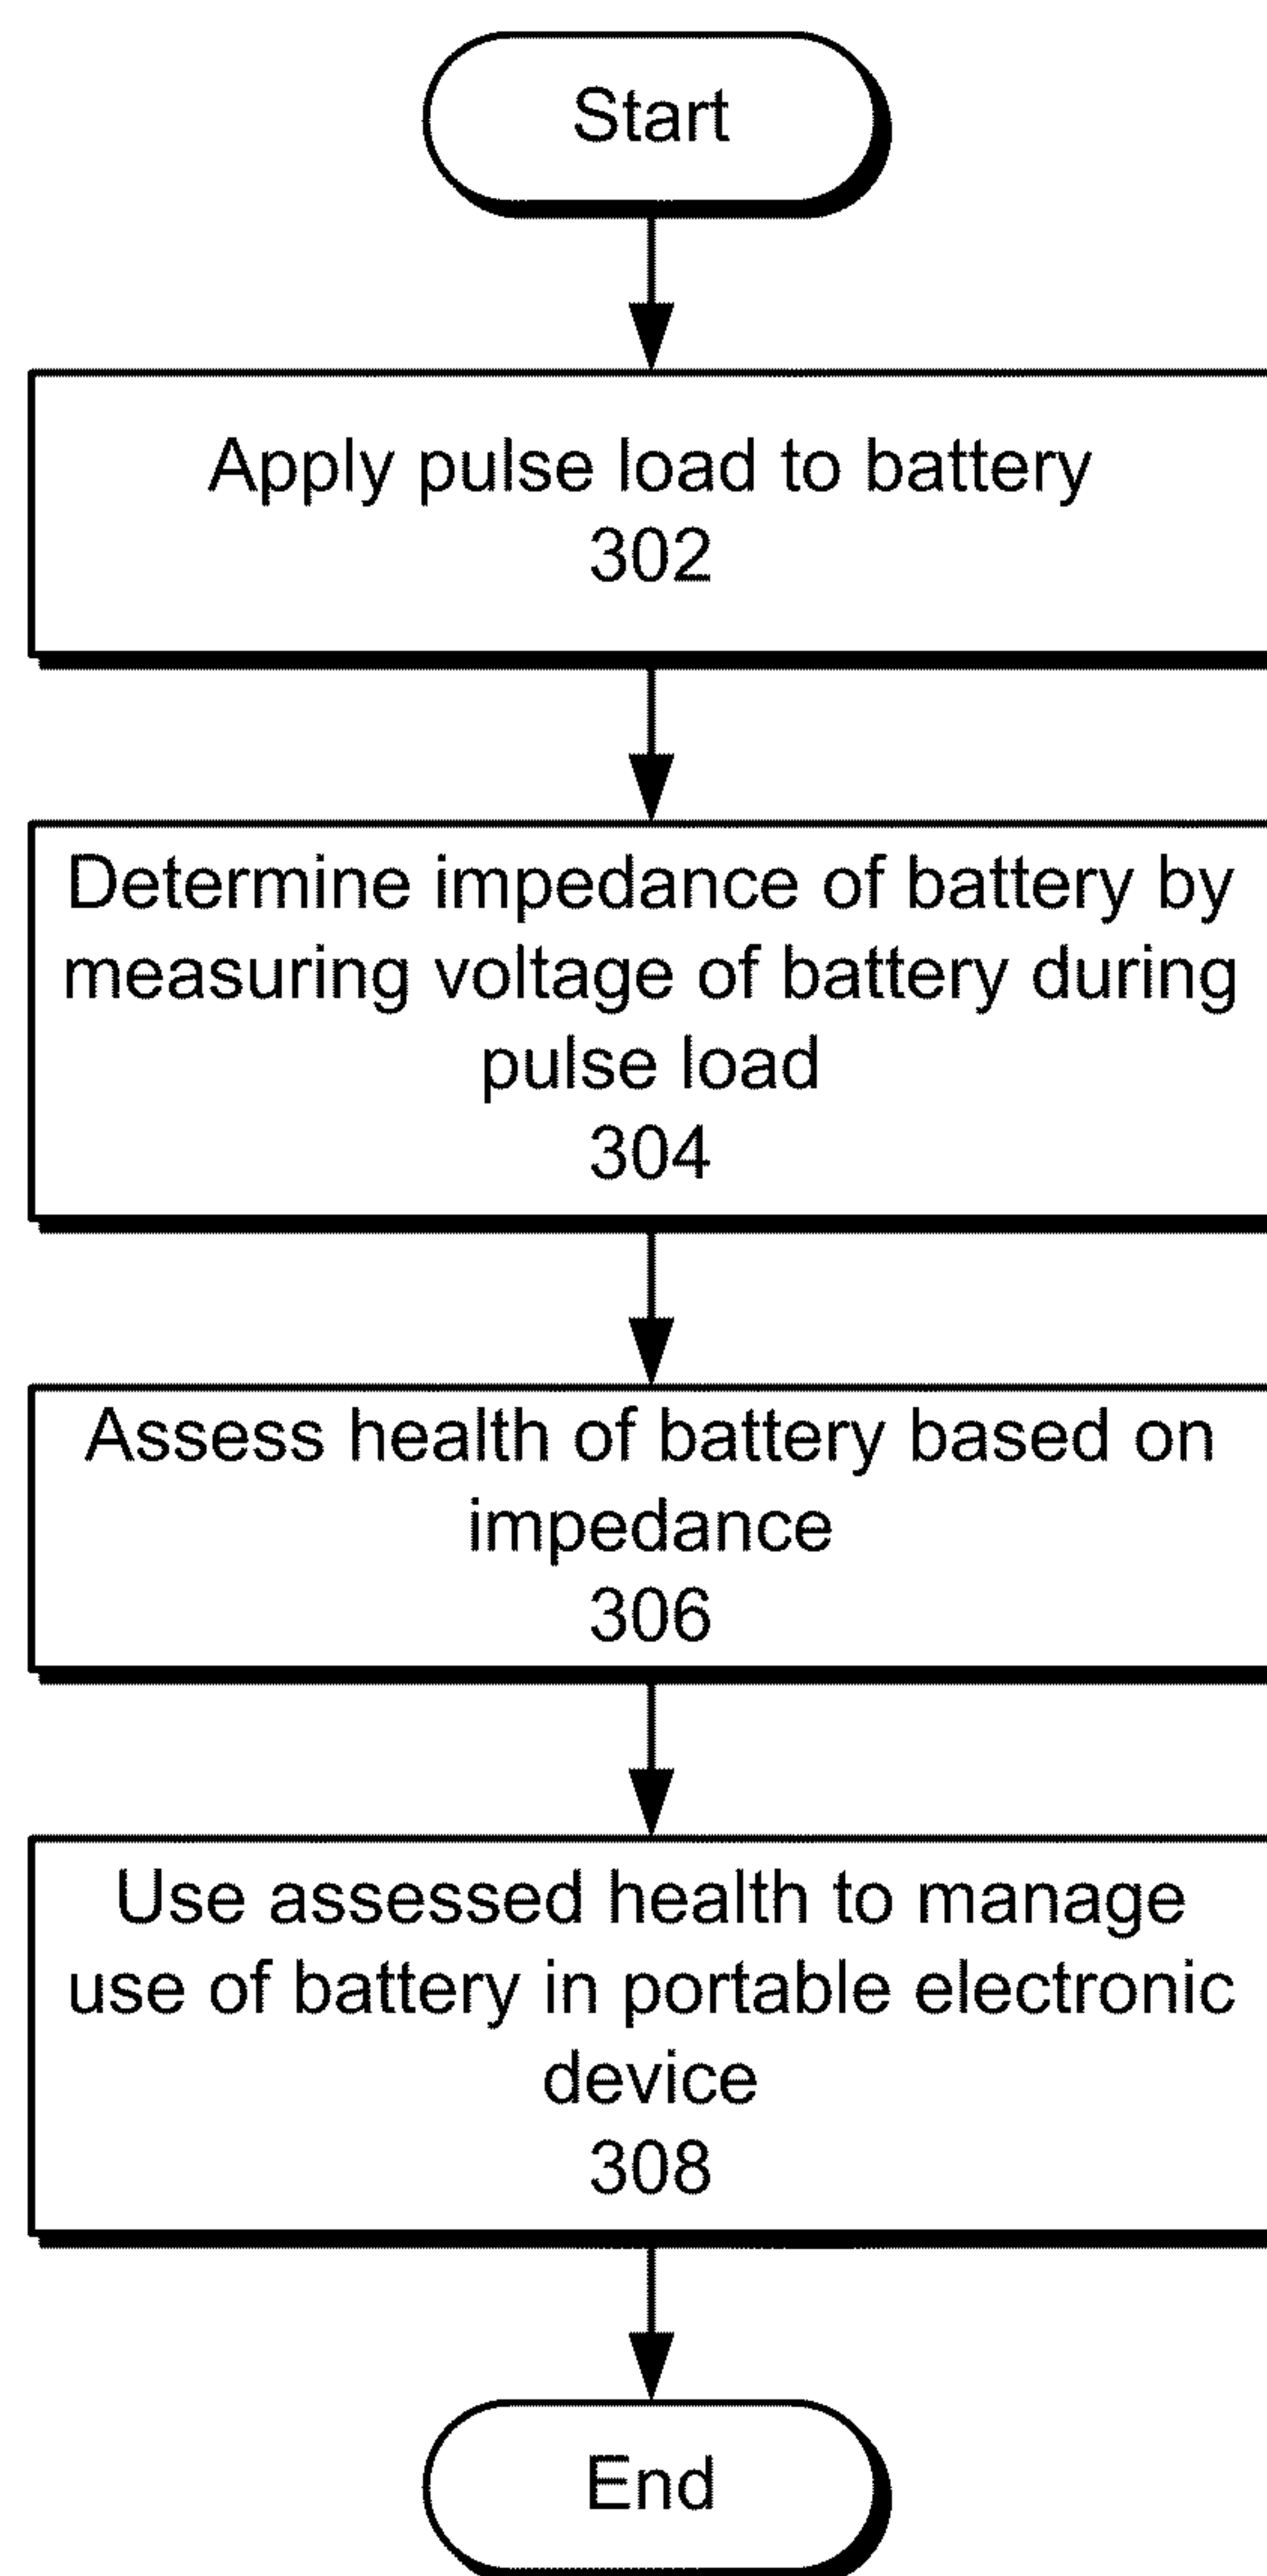 Start
Apply pulse load to battery
302
Determine impedance of battery by
measuring voltage of battery during
pulse load
304
Assess health of battery based on
impedance
306
Use assessed health to manage
use of battery in portable electronic
device
308
End